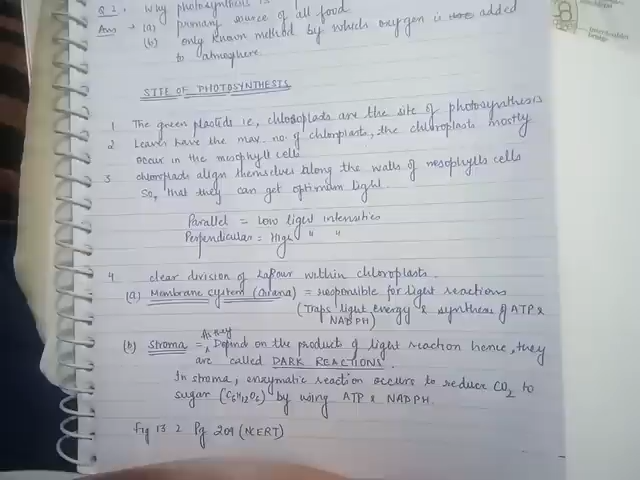 Q 2. Why photosynthesis is
Ans → (a) primary source of all food
(b) only known method by which oxygen is added
to atmosphere
SITE OF PHOTOSYNTHESIS
1 The green plastids i.e, chloroplads are the site of photosynthesis
2 Leaves have the max. no. of chlorplasts, the chloroplasts mostly
occur in the mesophyll cells
3 chloroplads align themselves along the walls of mesophylls cells
So, that they can get optimum light.
Parallel = Low light intensities
Perpendicular = High " "
4 clear division of Labour within chloroplasts.
(a) Membrane system (Grana) = responsible for light reactions
(Traps light energy & synthesis of ATP &
NADPH)
As they
(b) Stroma = Depend on the product of light reaction hence, they
are called DARK REACTIONS.
In stroma, enzymatic reaction occurs to reduce CO2 to
sugar (C6H12O6) by using ATP & NADPH.
Fig 13.2 Pg 209 (NCERT)